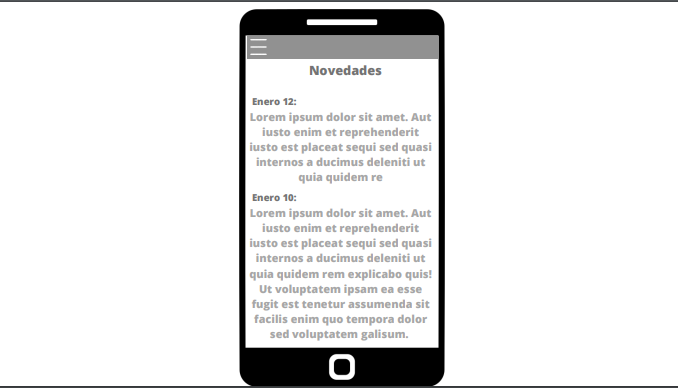 Novedades
Enero 12:
Lorem ipsum dolor sit amet. Aut
iusto enim et reprehenderit
iusto est placeat sequi sed quasi
internos a ducimus deleniti ut
quia quidem re
Enero 10:
Lorem ipsum dolor sit amet. Aut
iusto enim et reprehenderit
iusto est placeat sequi sed quasi
internos a ducimus deleniti ut
quia quidem rem explicabo quis!
Ut voluptatem ipsam ea esse
fugit est tenetur assumenda sit
facilis enim quo tempora dolor
sed voluptatem galisum.